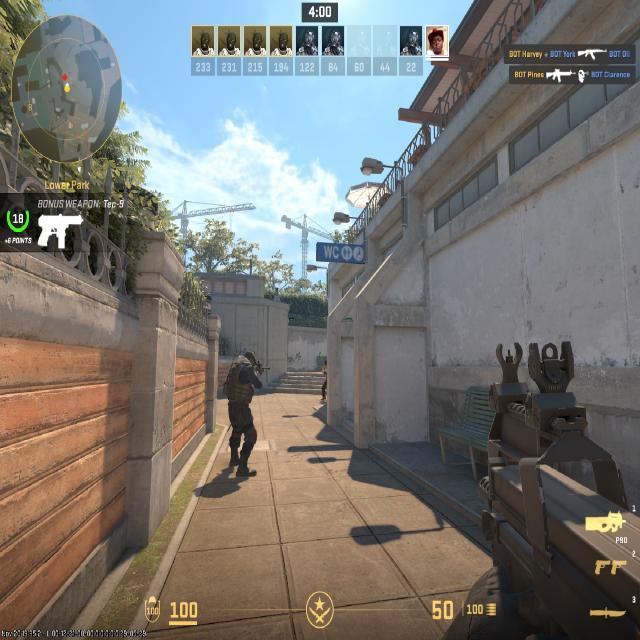 4:00
233 231 215 194 122 84 60 44 22
BOT Harvey + BOT York BOT Oli
BOT Pines BOT Clarence
Lower Park
BONUS WEAPON: Tec-9
18
+6 POINTS
WC
1
P90
2
3
100 100
50 100